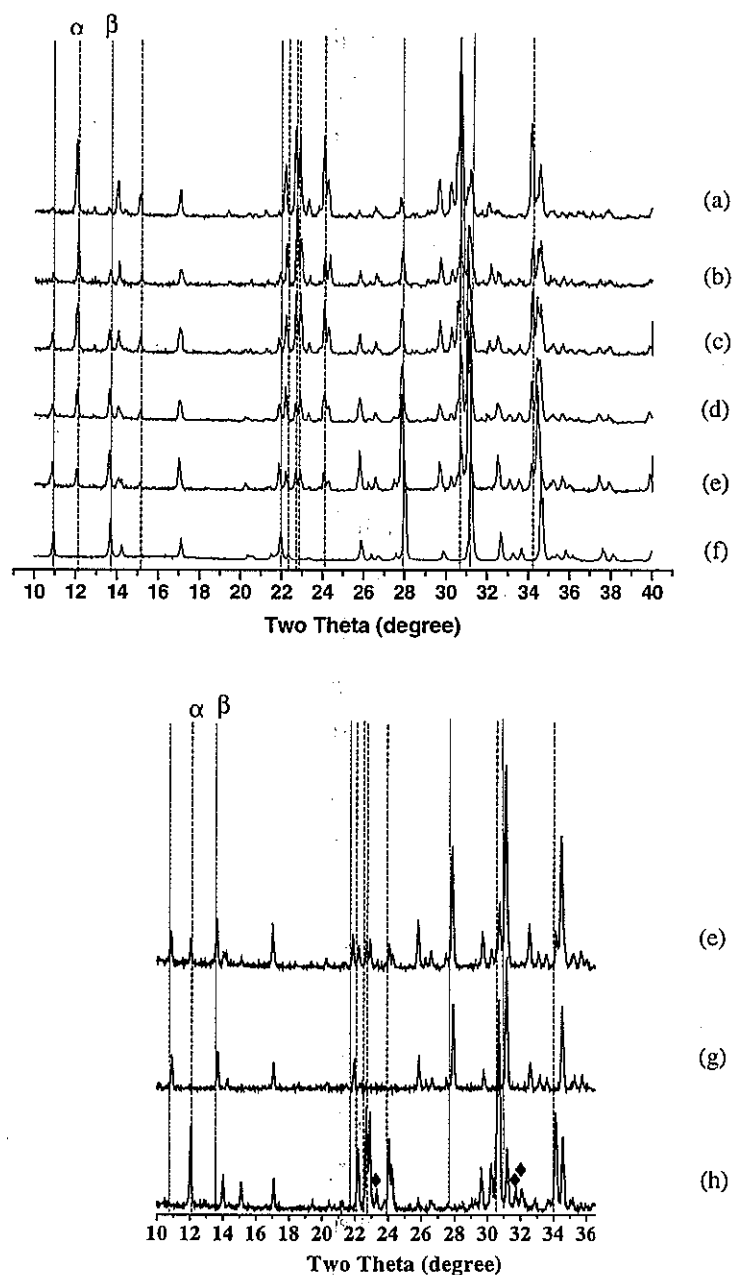 α β
(a)
(b)
(c)
(d)
(e)
(f)
10 12 14 16 18 20 22 24 26 28 30 32 34 36 38 40
Two Theta (degree)
α β
(e)
(g)
(h)
10 12 14 16 18 20 22 24 26 28 30 32 34 36
Two Theta (degree)